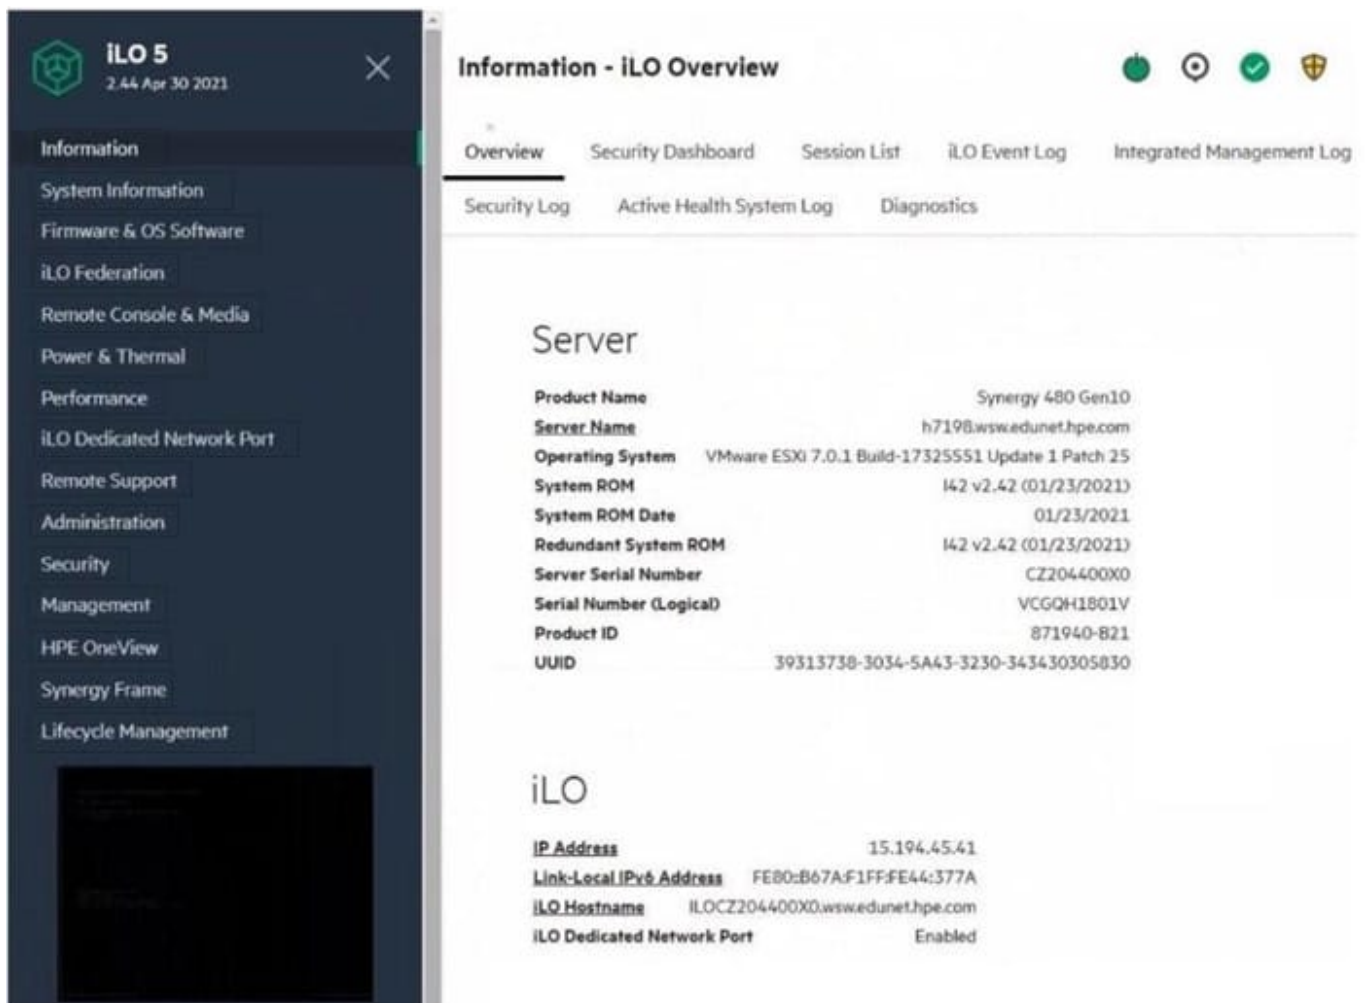 iLO 5
2.44 Apr 30 2021
Information
System Information
Firmware & OS Software
iLO Federation
Remote Console & Media
Power & Thermal
Performance
iLO Dedicated Network Port
Remote Support
Administration
Security
Management
HPE OneView
Synergy Frame
Lifecycle Management
Information - iLO Overview
Overview Security Dashboard Session List iLO Event Log Integrated Management Log
Security Log Active Health System Log Diagnostics
Server
Product Name Synergy 480 Gen10
Server Name h7198.wsw.edunet.hpe.com
Operating System VMware ESXi 7.0.1 Build-17325551 Update 1 Patch 25
System ROM I42 v2.42 (01/23/2021)
System ROM Date 01/23/2021
Redundant System ROM I42 v2.42 (01/23/2021)
Server Serial Number CZ204400X0
Serial Number (Logical) VCGQH1801V
Product ID 871940-B21
UUID 39313738-3034-5A43-3230-343430305830
iLO
IP Address 15.194.45.41
Link-Local IPv6 Address FE80::B67A:F1FF:FE44:377A
iLO Hostname ILOCZ204400X0.wsw.edunet.hpe.com
iLO Dedicated Network Port Enabled